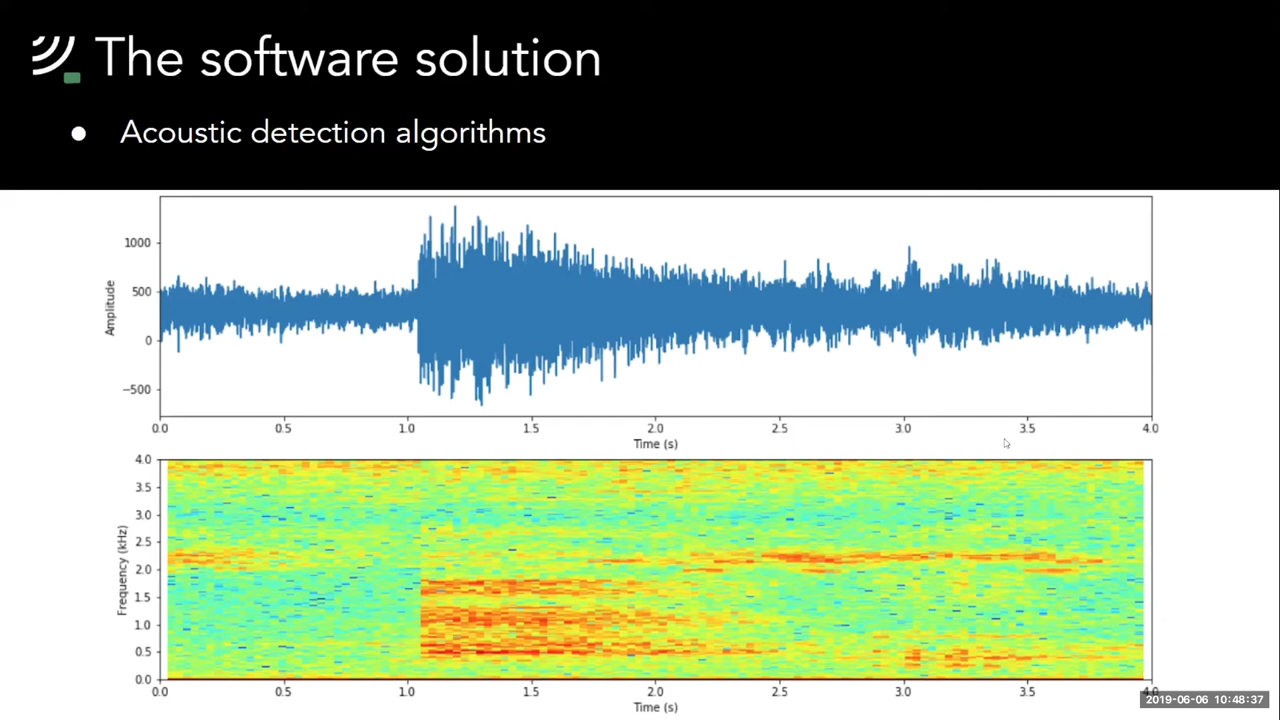 The software solution
● Acoustic detection algorithms
1000
500
0
−500
Amplitude
0.0 0.5 1.0 1.5 2.0 2.5 3.0 3.5 4.0
Time (s)
4.0
3.5
3.0
2.5
2.0
1.5
1.0
0.5
0.0
Frequency (kHz)
0.0 0.5 1.0 1.5 2.0 2.5 3.0 3.5 4.0
Time (s)
2019-06-06 10:48:37